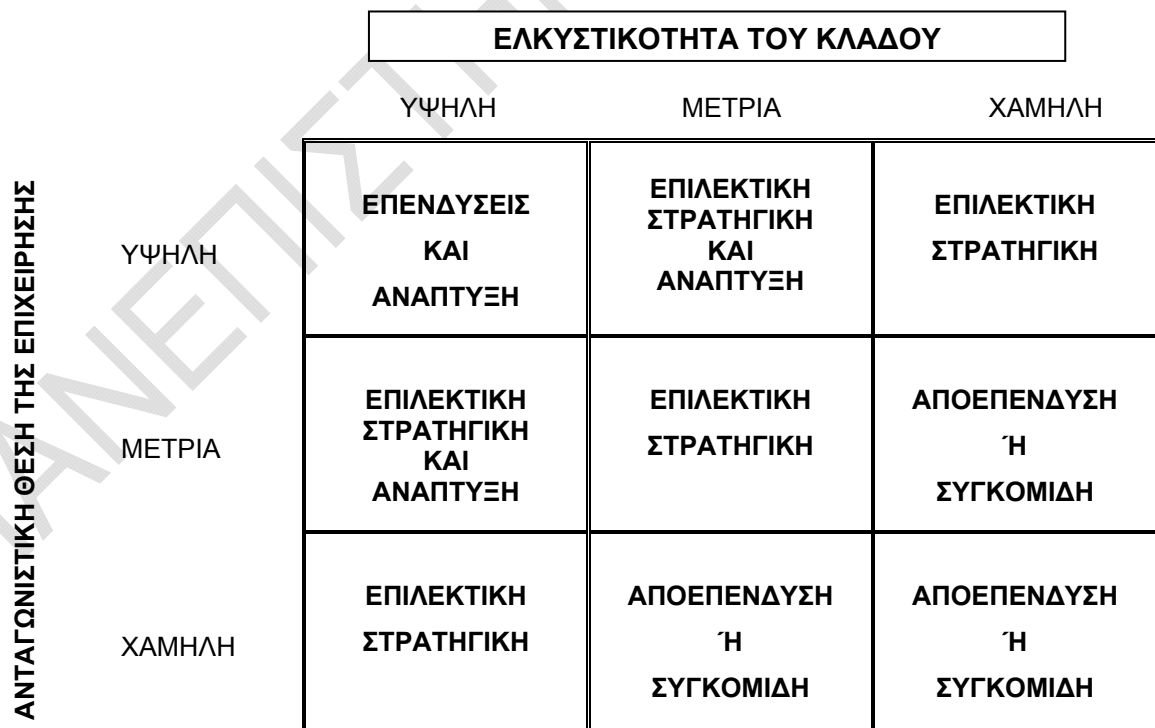 ΕΛΚΥΣΤΙΚΟΤΗΤΑ ΤΟΥ ΚΛΑΔΟΥ
ΥΨΗΛΗ ΜΕΤΡΙΑ ΧΑΜΗΛΗ
ΑΝΤΑΓΩΝΙΣΤΙΚΗ ΘΕΣΗ ΤΗΣ ΕΠΙΧΕΙΡΗΣΗΣ
ΥΨΗΛΗ
ΕΠΕΝΔΥΣΕΙΣ
ΚΑΙ
ΑΝΑΠΤΥΞΗ
ΕΠΙΛΕΚΤΙΚΗ
ΣΤΡΑΤΗΓΙΚΗ
ΚΑΙ
ΑΝΑΠΤΥΞΗ
ΕΠΙΛΕΚΤΙΚΗ
ΣΤΡΑΤΗΓΙΚΗ
ΜΕΤΡΙΑ
ΕΠΙΛΕΚΤΙΚΗ
ΣΤΡΑΤΗΓΙΚΗ
ΚΑΙ
ΑΝΑΠΤΥΞΗ
ΕΠΙΛΕΚΤΙΚΗ
ΣΤΡΑΤΗΓΙΚΗ
ΑΠΟΕΠΕΝΔΥΣΗ
Ή
ΣΥΓΚΟΜΙΔΗ
ΧΑΜΗΛΗ
ΕΠΙΛΕΚΤΙΚΗ
ΣΤΡΑΤΗΓΙΚΗ
ΑΠΟΕΠΕΝΔΥΣΗ
Ή
ΣΥΓΚΟΜΙΔΗ
ΑΠΟΕΠΕΝΔΥΣΗ
Ή
ΣΥΓΚΟΜΙΔΗ